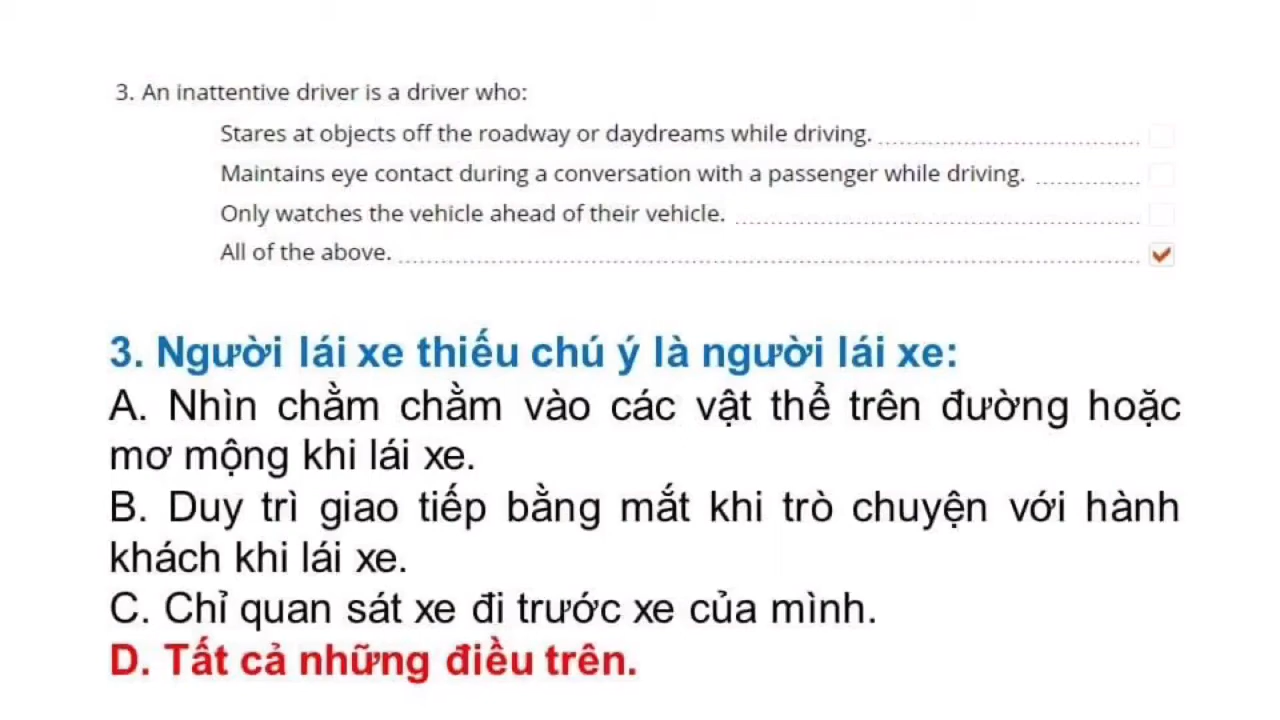 3. An inattentive driver is a driver who:
Stares at objects off the roadway or daydreams while driving.
Maintains eye contact during a conversation with a passenger while driving.
Only watches the vehicle ahead of their vehicle.
All of the above.
3. Người lái xe thiếu chú ý là người lái xe:
A. Nhìn chằm chằm vào các vật thể trên đường hoặc
mơ mộng khi lái xe.
B. Duy trì giao tiếp bằng mắt khi trò chuyện với hành
khách khi lái xe.
C. Chỉ quan sát xe đi trước xe của mình.
D. Tất cả những điều trên.